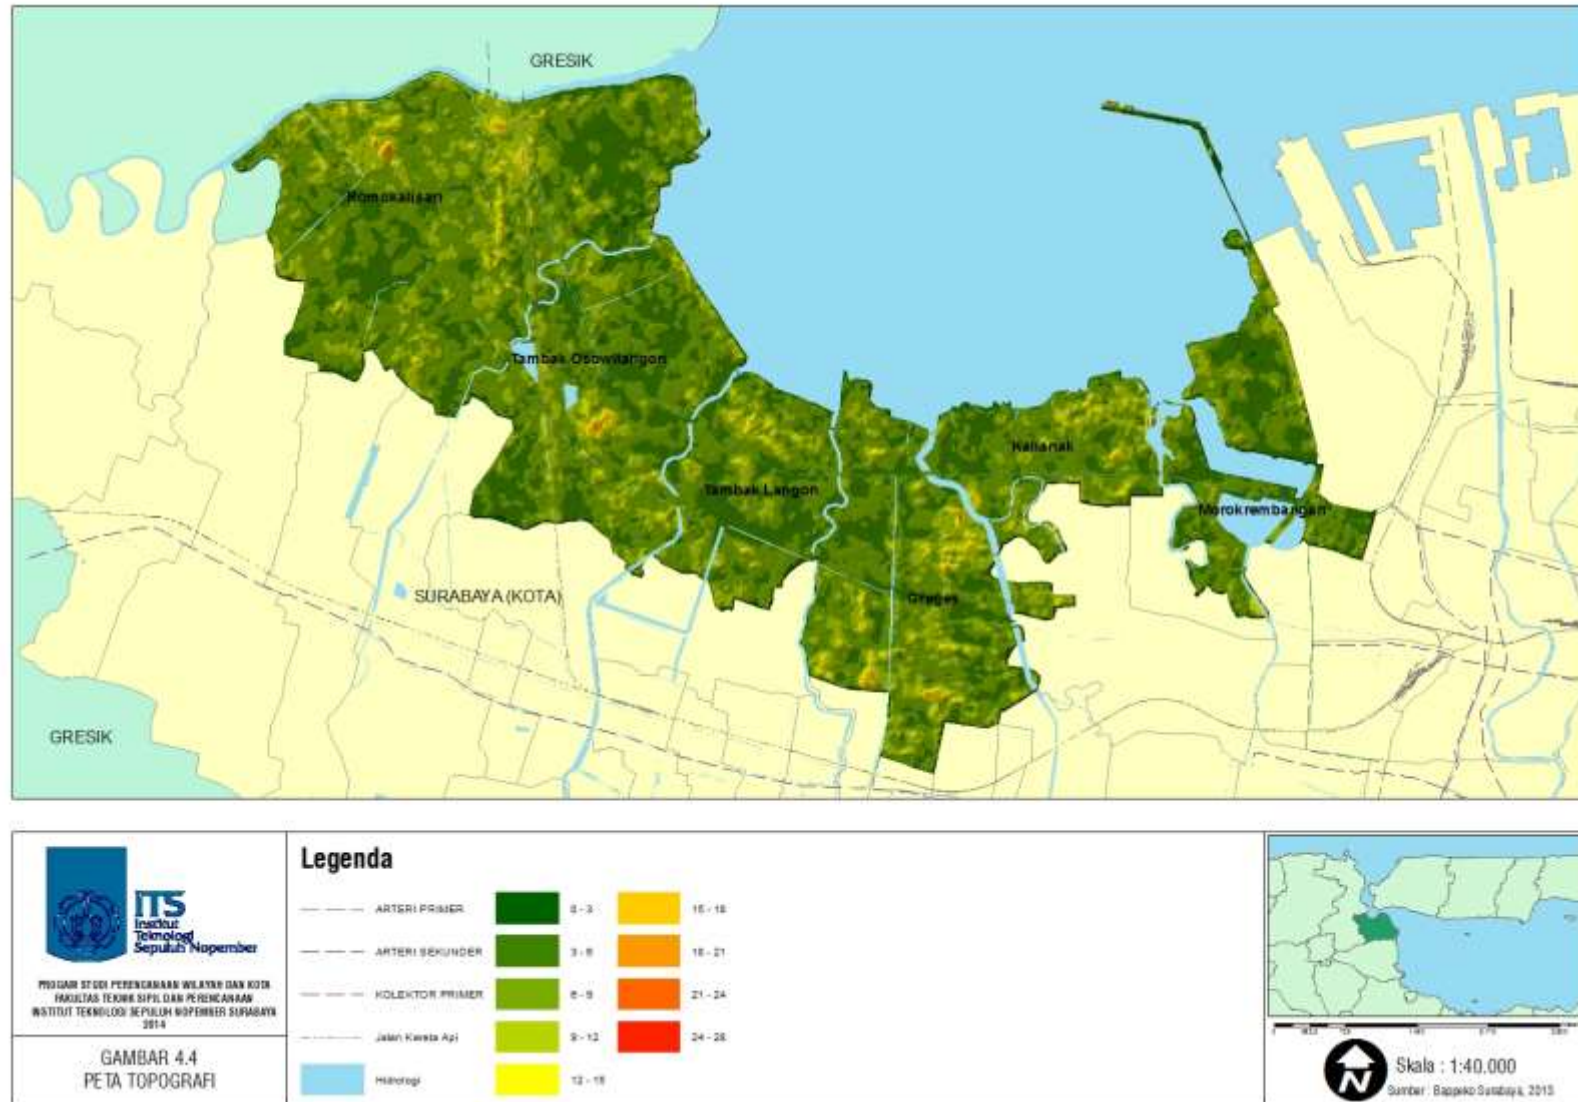 GRESIK
Romokalisari
Tambak Osowilangon
Kalianak
Tambak Langon
Morokrembangan
SURABAYA (KOTA)
Greges
GRESIK
ITS
Institut
Teknologi
Sepuluh Nopember
PROGAM STUDI PERENCANAAN WILAYAH DAN KOTA
FAKULTAS TEKNIK SIPIL DAN PERENCANAAN
INSTITUT TEKNOLOGI SEPULUH NOPEMBER SURABAYA
2014
GAMBAR 4.4
PETA TOPOGRAFI
Legenda
ARTERI PRIMER
ARTERI SEKUNDER
KOLEKTOR PRIMER
Jalan Kereta Api
Hidrologi
0 - 3
3 - 6
6 - 9
9 - 12
12 - 15
15 - 18
18 - 21
21 - 24
24 - 28
N
Skala : 1:40.000
Sumber : Bappeko Surabaya, 2013